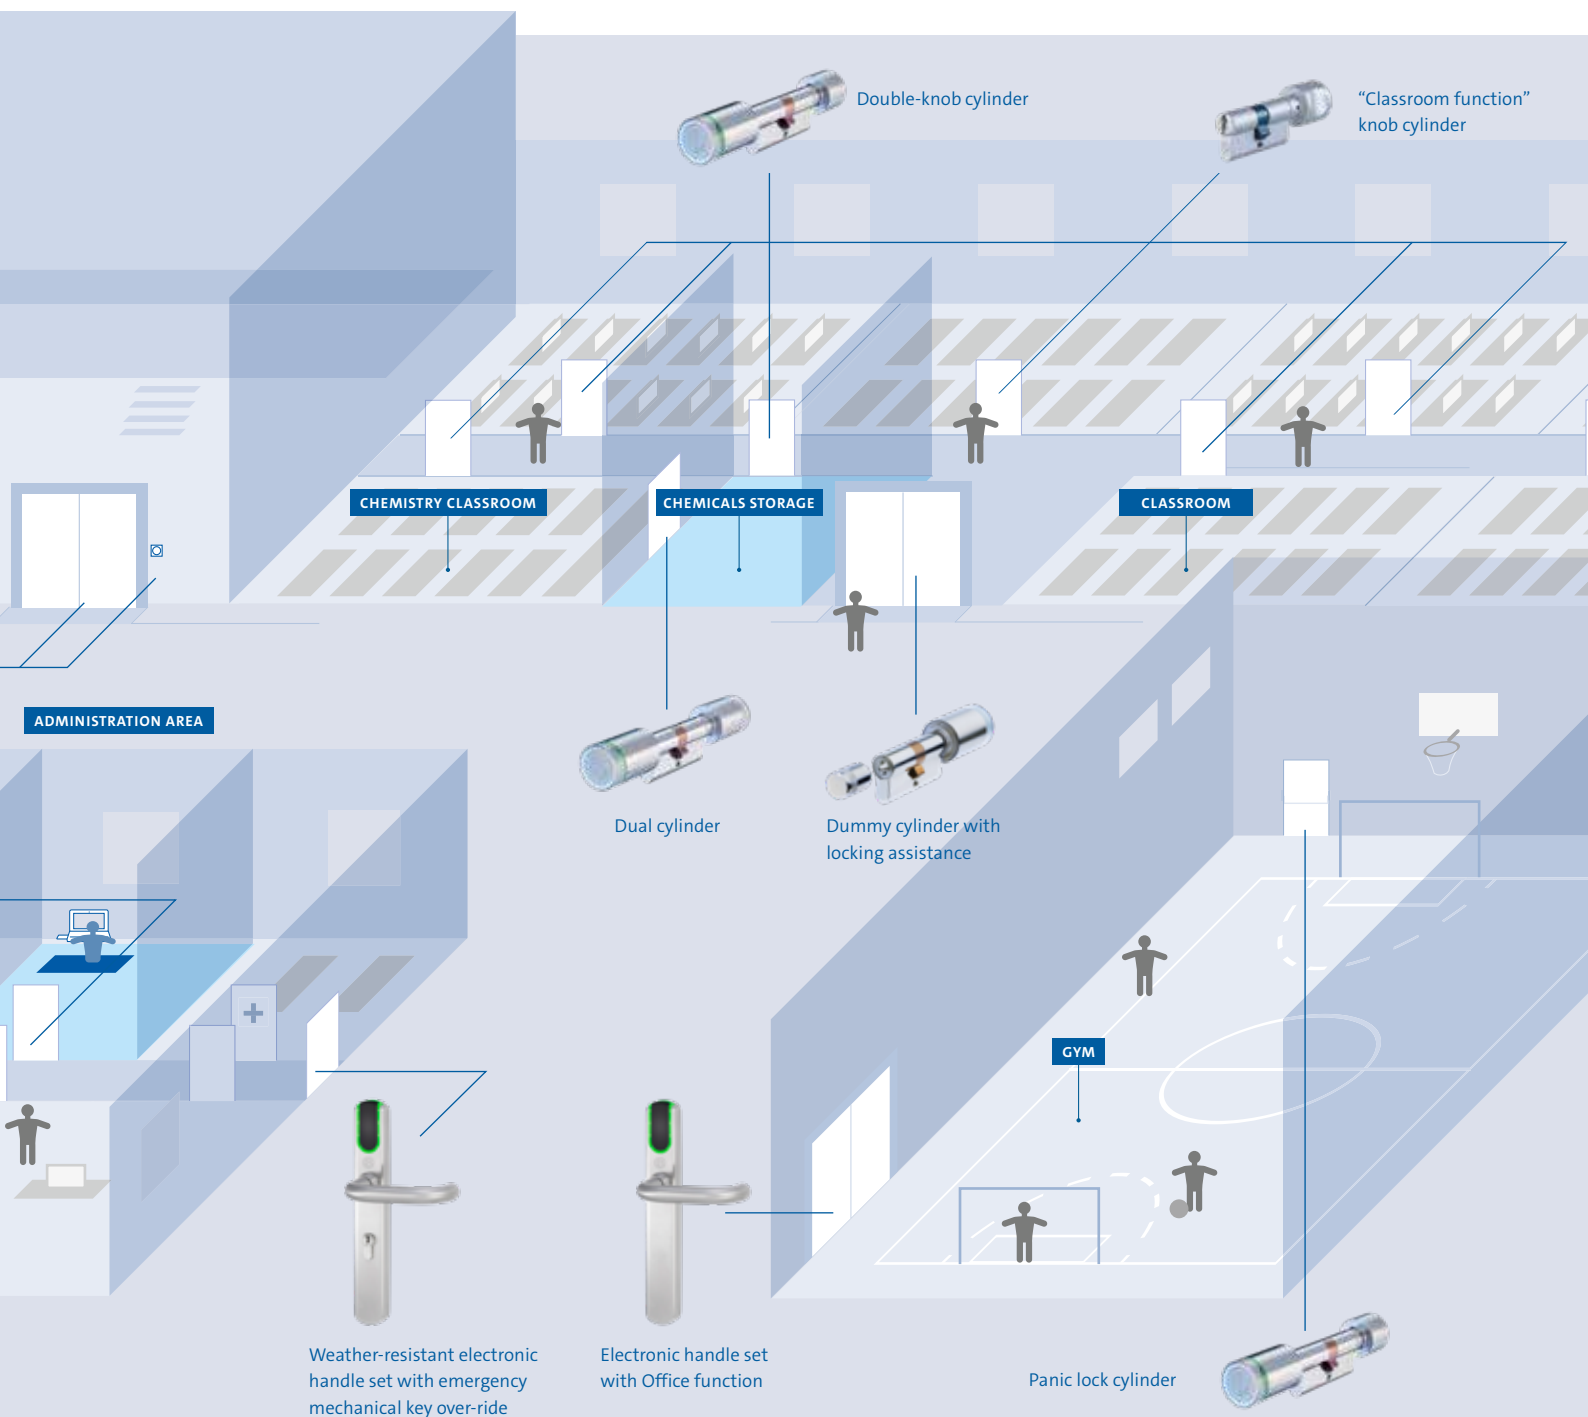 Double-knob cylinder
“Classroom function”
knob cylinder
CHEMISTRY CLASSROOM
CHEMICALS STORAGE
CLASSROOM
ADMINISTRATION AREA
Dual cylinder
Dummy cylinder with
locking assistance
GYM
Weather-resistant electronic
handle set with emergency
mechanical key over-ride
Electronic handle set
with Office function
Panic lock cylinder